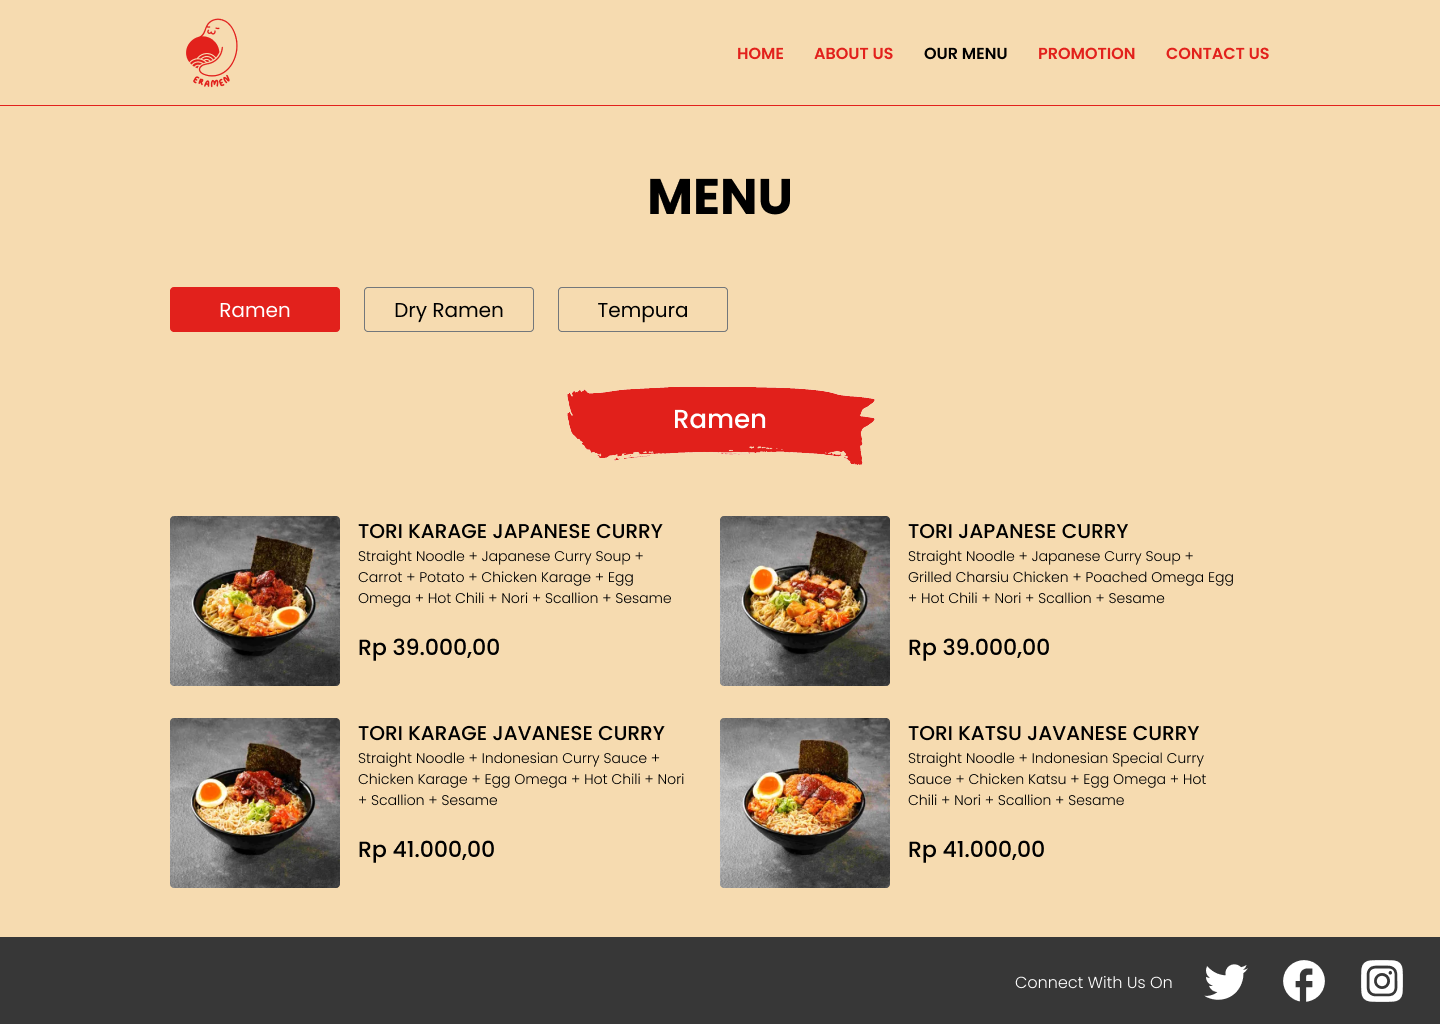 ERAMEN
HOME ABOUT US OUR MENU PROMOTION CONTACT US
MENU
Ramen Dry Ramen Tempura
Ramen
TORI KARAGE JAPANESE CURRY
Straight Noodle + Japanese Curry Soup +
Carrot + Potato + Chicken Karage + Egg
Omega + Hot Chili + Nori + Scallion + Sesame
Rp 39.000,00
TORI JAPANESE CURRY
Straight Noodle + Japanese Curry Soup +
Grilled Charsiu Chicken + Poached Omega Egg
+ Hot Chili + Nori + Scallion + Sesame
Rp 39.000,00
TORI KARAGE JAVANESE CURRY
Straight Noodle + Indonesian Curry Sauce +
Chicken Karage + Egg Omega + Hot Chili + Nori
+ Scallion + Sesame
Rp 41.000,00
TORI KATSU JAVANESE CURRY
Straight Noodle + Indonesian Special Curry
Sauce + Chicken Katsu + Egg Omega + Hot
Chili + Nori + Scallion + Sesame
Rp 41.000,00
Connect With Us On